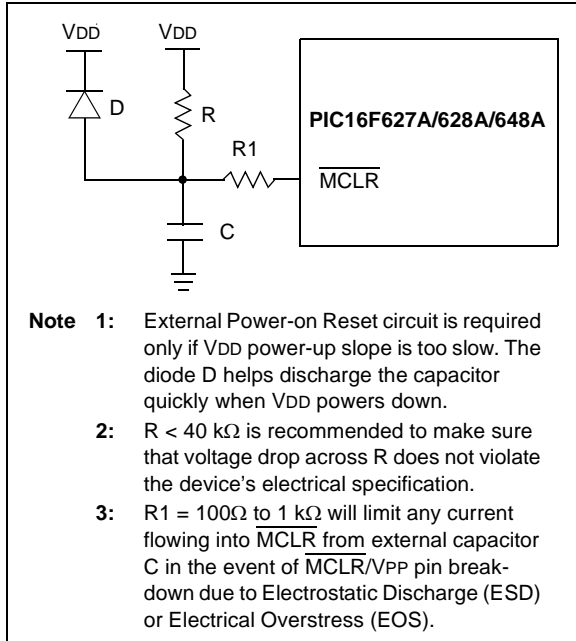 VDD VDD
D
R
R1
PIC16F627A/628A/648A
MCLR
C
Note 1: External Power-on Reset circuit is required
only if VDD power-up slope is too slow. The
diode D helps discharge the capacitor
quickly when VDD powers down.
2: R < 40 kΩ is recommended to make sure
that voltage drop across R does not violate
the device's electrical specification.
3: R1 = 100Ω to 1 kΩ will limit any current
flowing into MCLR from external capacitor
C in the event of MCLR/VPP pin break-
down due to Electrostatic Discharge (ESD)
or Electrical Overstress (EOS).